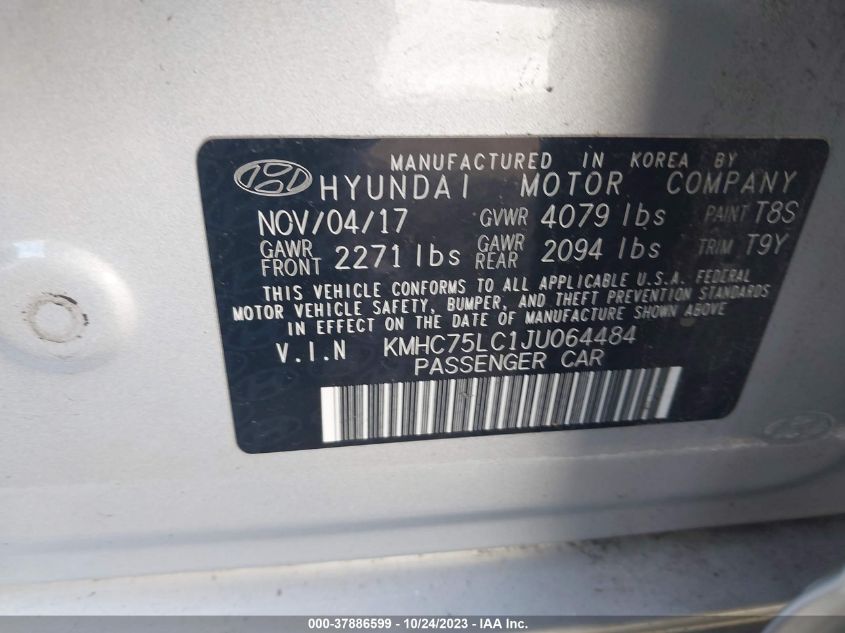 MANUFACTURED IN KOREA BY
HYUNDAI MOTOR COMPANY
NOV/04/17 GVWR 4079 lbs PAINT T8S
GAWR FRONT 2271 lbs GAWR REAR 2094 lbs TRIM T9Y
THIS VEHICLE CONFORMS TO ALL APPLICABLE U.S.A. FEDERAL
MOTOR VEHICLE SAFETY, BUMPER, AND THEFT PREVENTION STANDARDS
IN EFFECT ON THE DATE OF MANUFACTURE SHOWN ABOVE
V.I.N KMHC75LC1JU064484
PASSENGER CAR
000-37886599 - 10/24/2023 - IAA Inc.